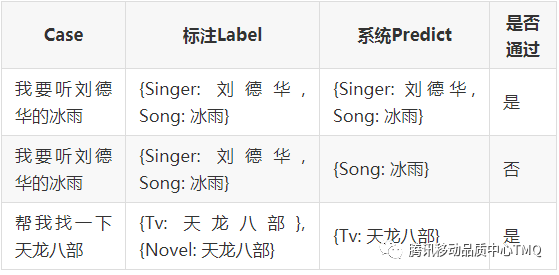 Case 标注Label 系统Predict 是否
通过
我要听刘德 {Singer: 刘德华, {Singer: 刘德华, 是
华的冰雨 Song: 冰雨} Song: 冰雨}
我要听刘德 {Singer: 刘德华, {Song: 冰雨} 否
华的冰雨 Song: 冰雨}
帮我找一下 {Tv: 天龙八部}, {Tv: 天龙八部} 是
天龙八部 {Novel: 天龙八部}
腾讯移动品质中心TMQ